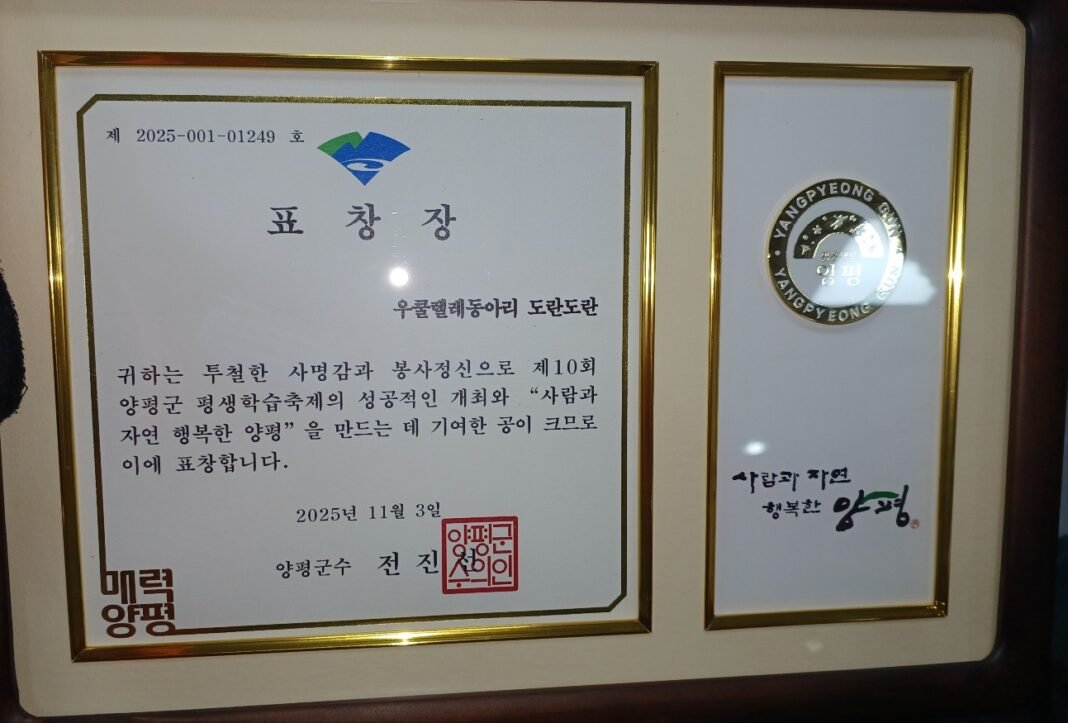 제 2025-001-01249 호
표 창 장
우쿨렐레동아리 도란도란
귀하는 투철한 사명감과 봉사정신으로 제10회
양평군 평생학습축제의 성공적인 개최와 “사람과
자연 행복한 양평”을 만드는 데 기여한 공이 크므로
이에 표창합니다.
2025년 11월 3일
양평군수 전 진 선
양평군
수의인
매력
양평
YANGPYEONG GUN
양평
YANGPYEONG GUN
사람과 자연
행복한 양평